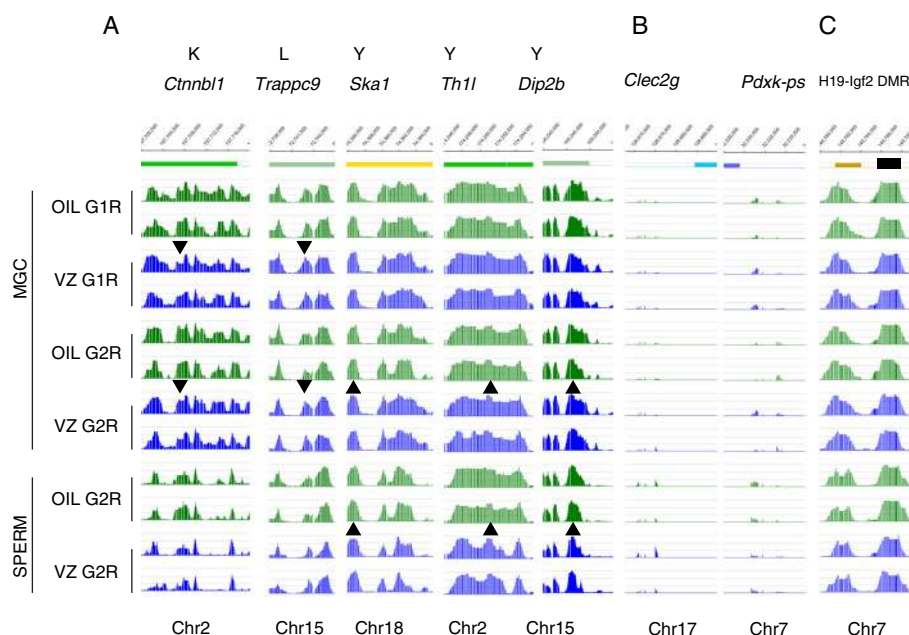 A B C
K L Y Y Y
Ctnnbl1 Trappc9 Ska1 Th1l Dip2b Clec2g Pdxk-ps H19-Igf2 DMR
MGC
OIL G1R
VZ G1R
OIL G2R
VZ G2R
SPERM
OIL G2R
VZ G2R
Chr2 Chr15 Chr18 Chr2 Chr15 Chr17 Chr7 Chr7